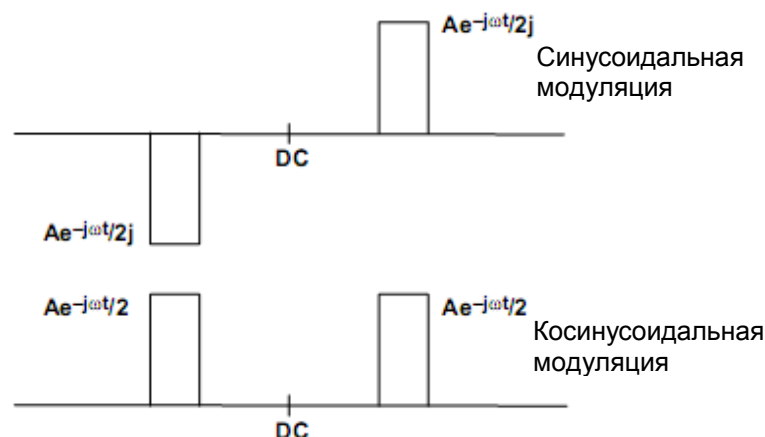 Ae–jωt/2j
Синусоидальная
модуляция
DC
Ae–jωt/2j
Ae–jωt/2
Ae–jωt/2
Косинусоидальная
модуляция
DC